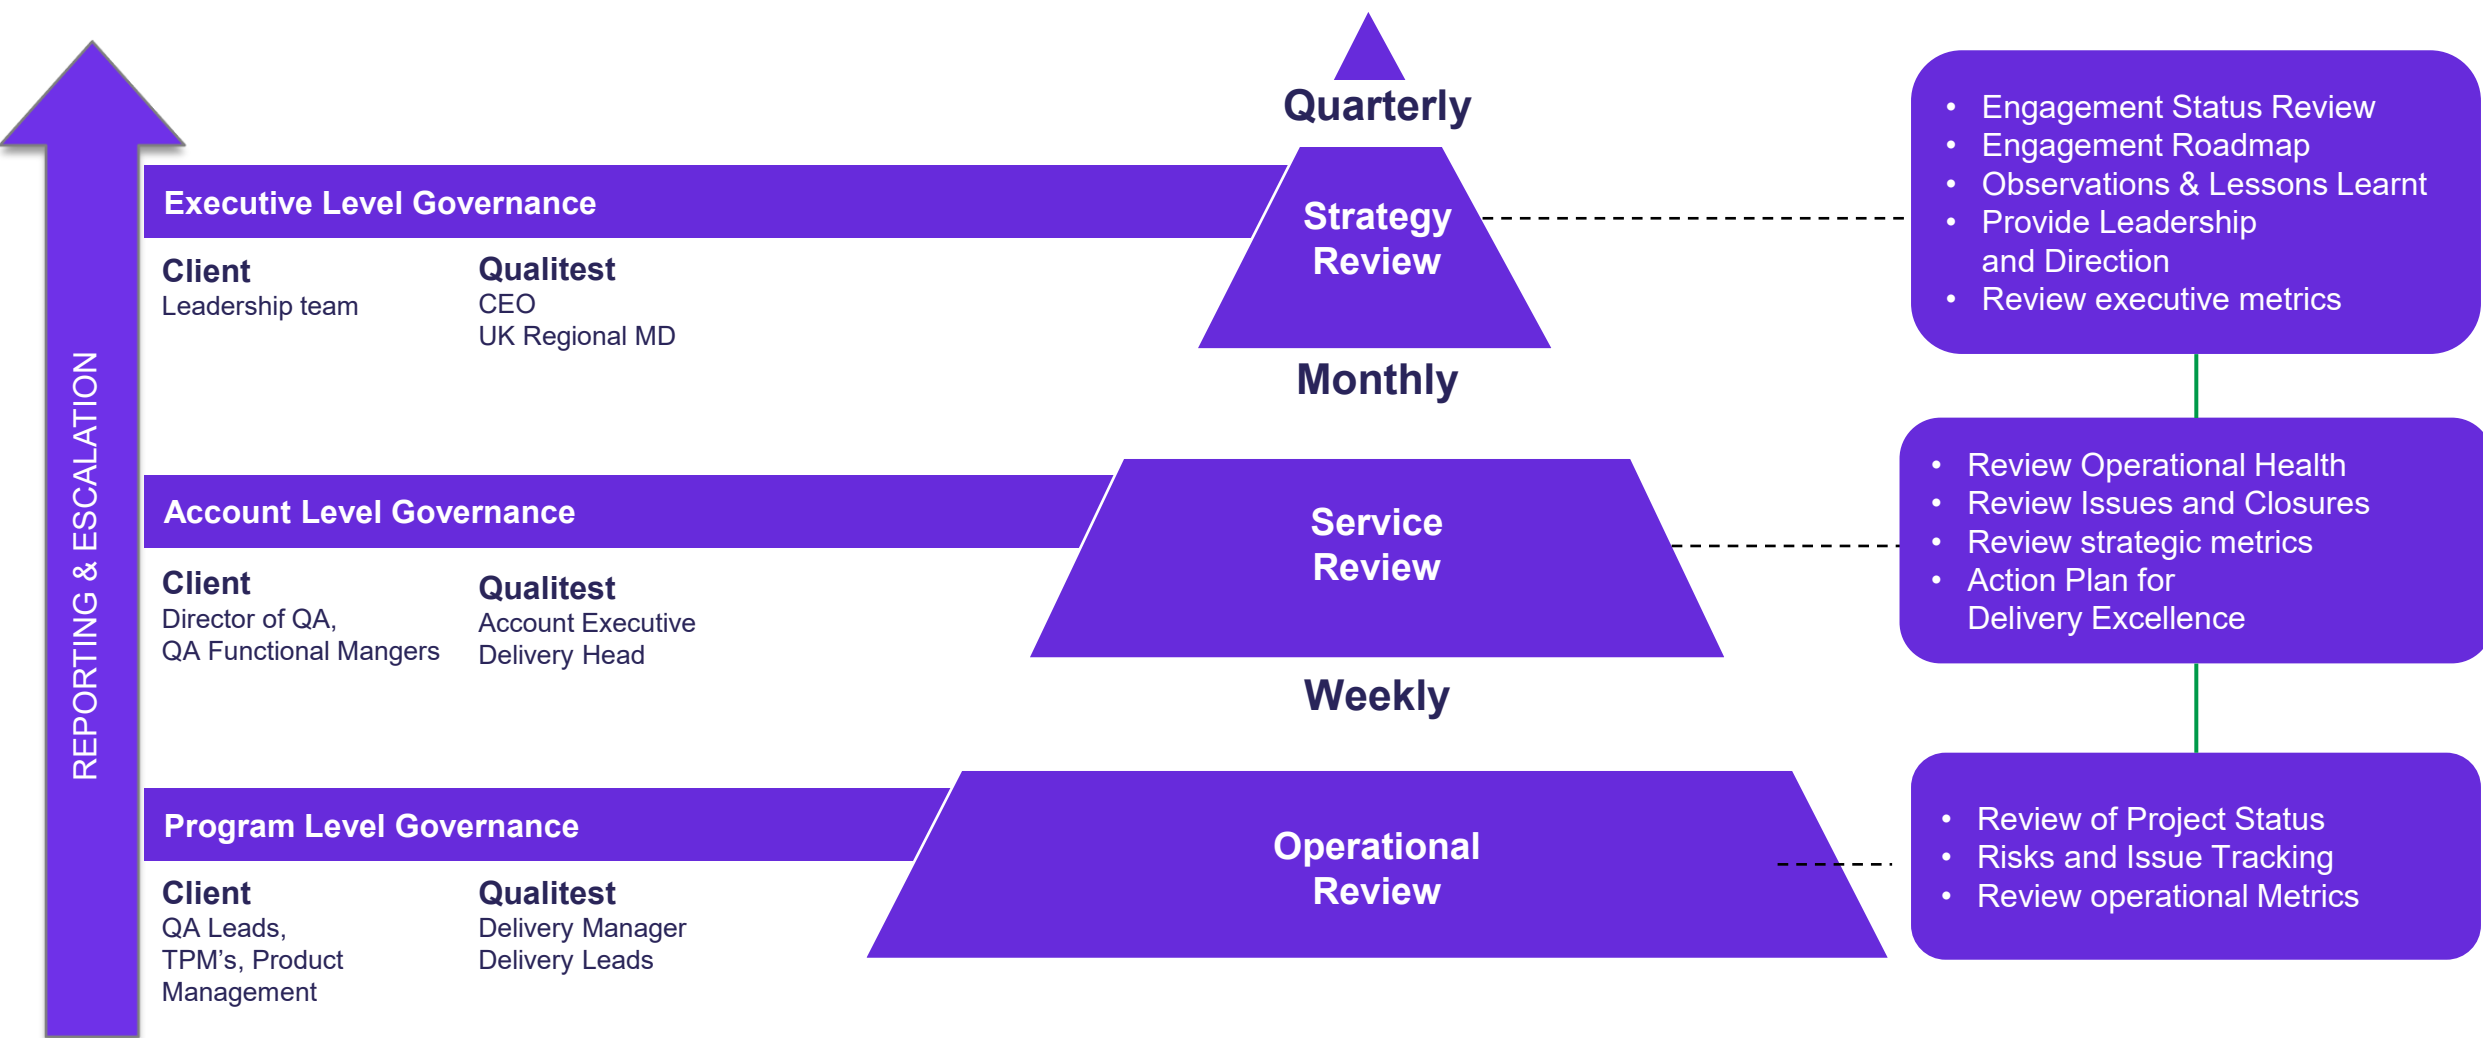 REPORTING & ESCALATION
Quarterly
Executive Level Governance
Client
Leadership team
Qualitest
CEO
UK Regional MD
Strategy
Review
• Engagement Status Review
• Engagement Roadmap
• Observations & Lessons Learnt
• Provide Leadership
and Direction
• Review executive metrics
Monthly
Account Level Governance
Client
Director of QA,
QA Functional Mangers
Qualitest
Account Executive
Delivery Head
Service
Review
• Review Operational Health
• Review Issues and Closures
• Review strategic metrics
• Action Plan for
Delivery Excellence
Weekly
Program Level Governance
Client
QA Leads,
TPM’s, Product
Management
Qualitest
Delivery Manager
Delivery Leads
Operational
Review
• Review of Project Status
• Risks and Issue Tracking
• Review operational Metrics